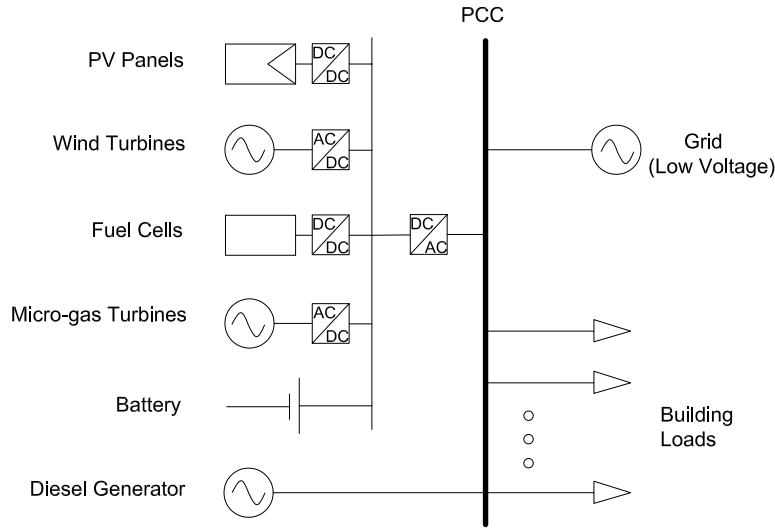 PCC
PV Panels
DC
DC
Wind Turbines
AC
DC
Grid
(Low Voltage)
Fuel Cells
DC
DC
DC
AC
Micro-gas Turbines
AC
DC
Battery
Building
Loads
Diesel Generator